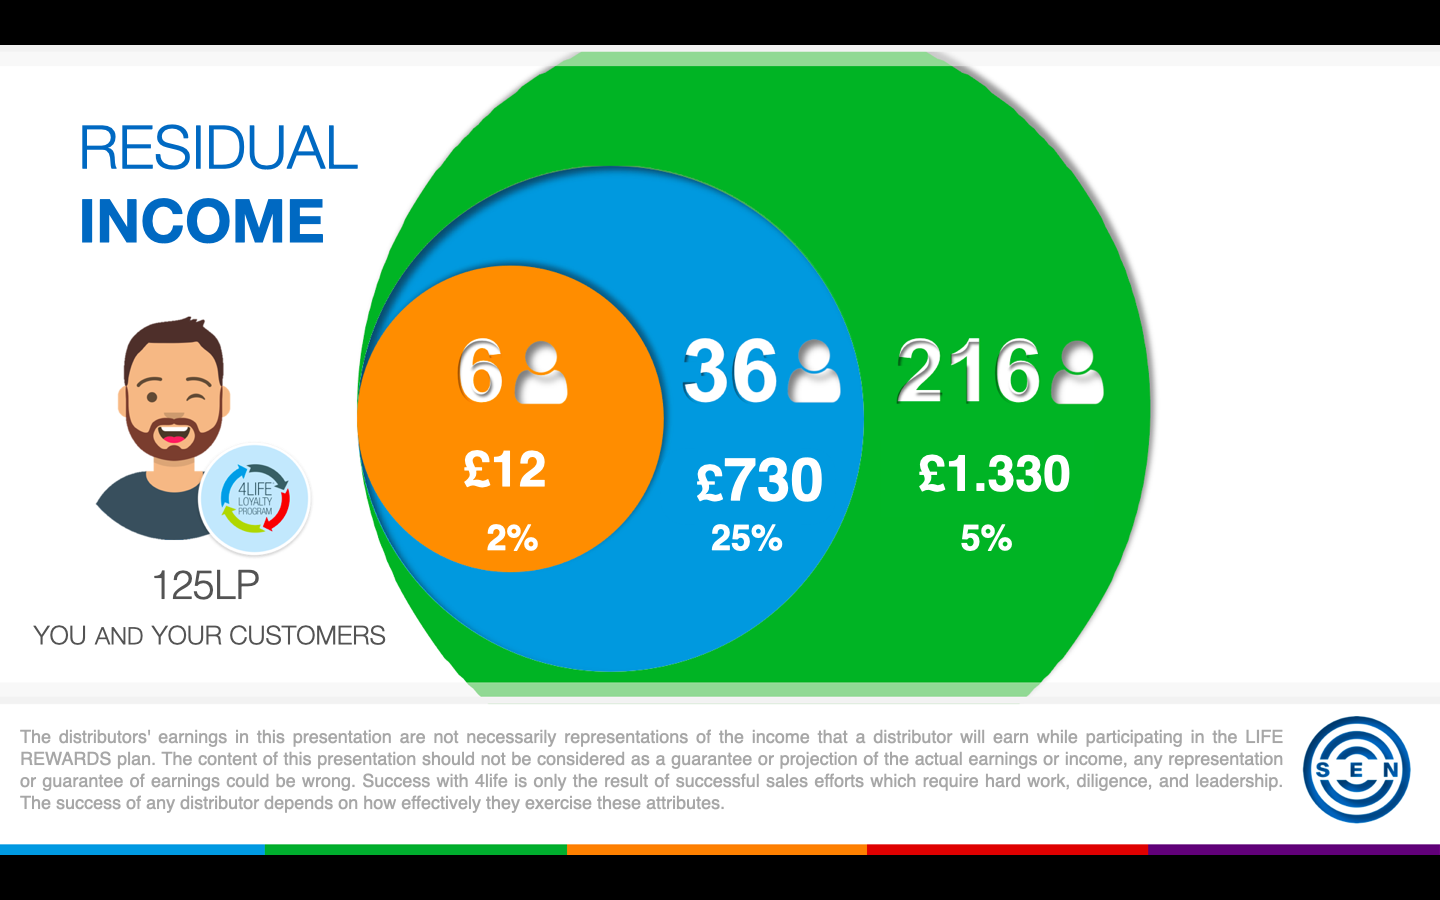 RESIDUAL
INCOME
6
36
216
£12
£730
£1.330
2%
25%
5%
4LIFE
LOYALTY
PROGRAM
125LP
YOU AND YOUR CUSTOMERS
The distributors' earnings in this presentation are not necessarily representations of the income that a distributor will earn while participating in the LIFE
REWARDS plan. The content of this presentation should not be considered as a guarantee or projection of the actual earnings or income, any representation
or guarantee of earnings could be wrong. Success with 4life is only the result of successful sales efforts which require hard work, diligence, and leadership.
The success of any distributor depends on how effectively they exercise these attributes.
SEN